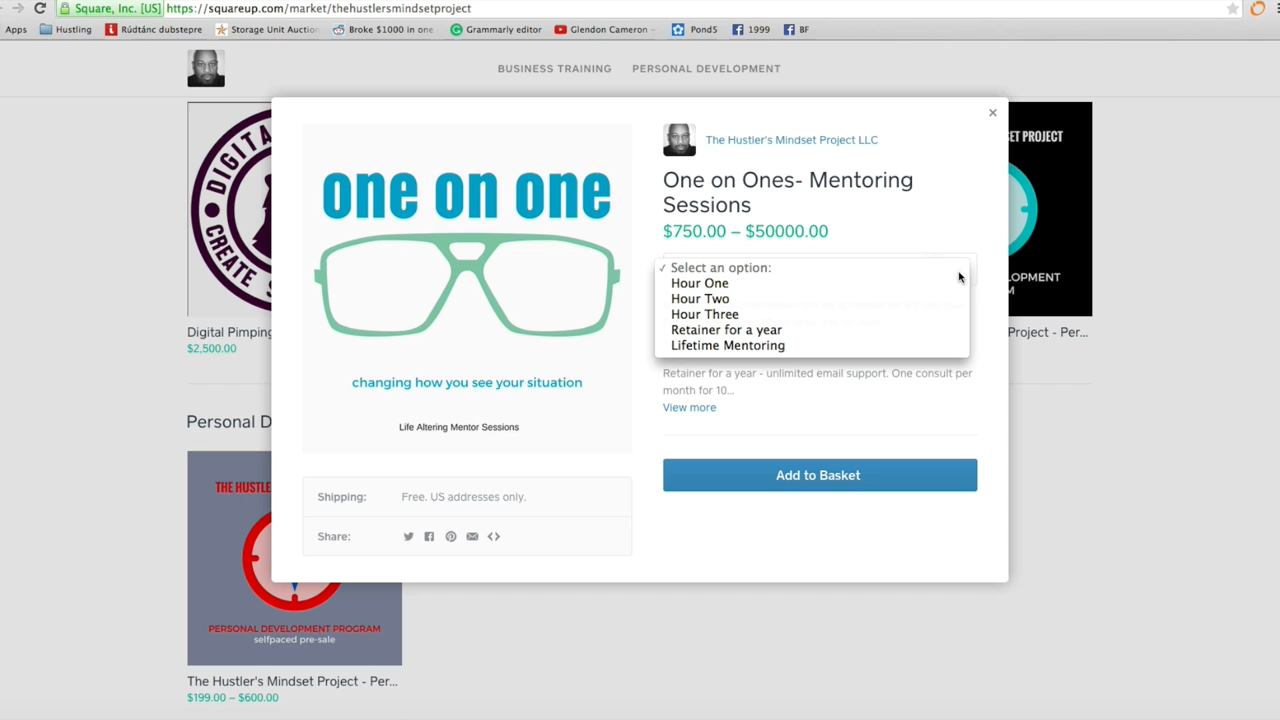 Square, Inc. [US] https://squareup.com/market/thehustlersmindsetproject
Apps Hustling Rúdtánc dubstepre Storage Unit Auction Broke $1000 in one Grammarly editor Glendon Cameron - Pond5 1999 BF
BUSINESS TRAINING PERSONAL DEVELOPMENT
DIGITAL
CREATE
Digital Pimping
$2,500.00
one on one
changing how you see your situation
Life Altering Mentor Sessions
Shipping: Free. US addresses only.
Share:
The Hustler's Mindset Project LLC
One on Ones- Mentoring
Sessions
$750.00 – $50000.00
✓ Select an option:
Hour One
Hour Two
Hour Three
Retainer for a year
Lifetime Mentoring
Retainer for a year - unlimited email support. One consult per
month for 10...
View more
Add to Basket
PROJECT
Project - Per...
Personal D
THE HUSTLE
PERSONAL DEVELOPMENT PROGRAM
selfpaced pre-sale
The Hustler's Mindset Project - Per...
$199.00 – $600.00